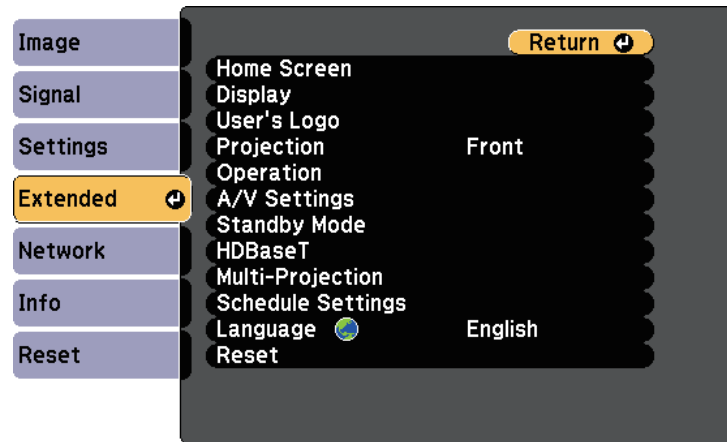 Image
Signal
Settings
Extended
Network
Info
Reset
Return
Home Screen
Display
User's Logo
Projection Front
Operation
A/V Settings
Standby Mode
HDBaseT
Multi-Projection
Schedule Settings
Language English
Reset